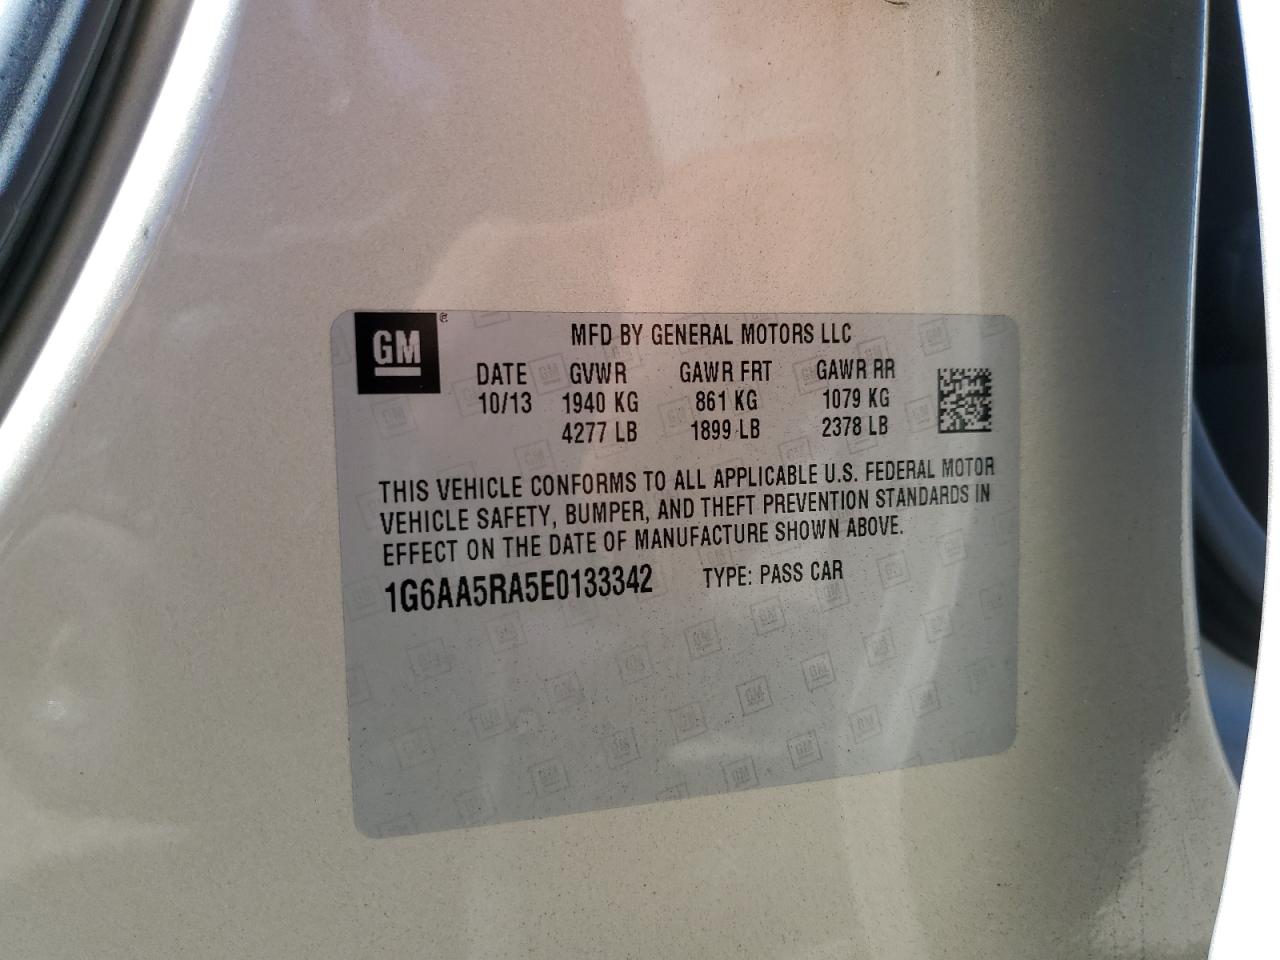 GM ®
MFD BY GENERAL MOTORS LLC
DATE GVWR GAWR FRT GAWR RR
10/13 1940 KG 861 KG 1079 KG
4277 LB 1899 LB 2378 LB
THIS VEHICLE CONFORMS TO ALL APPLICABLE U.S. FEDERAL MOTOR
VEHICLE SAFETY, BUMPER, AND THEFT PREVENTION STANDARDS IN
EFFECT ON THE DATE OF MANUFACTURE SHOWN ABOVE.
1G6AA5RA5E0133342 TYPE: PASS CAR